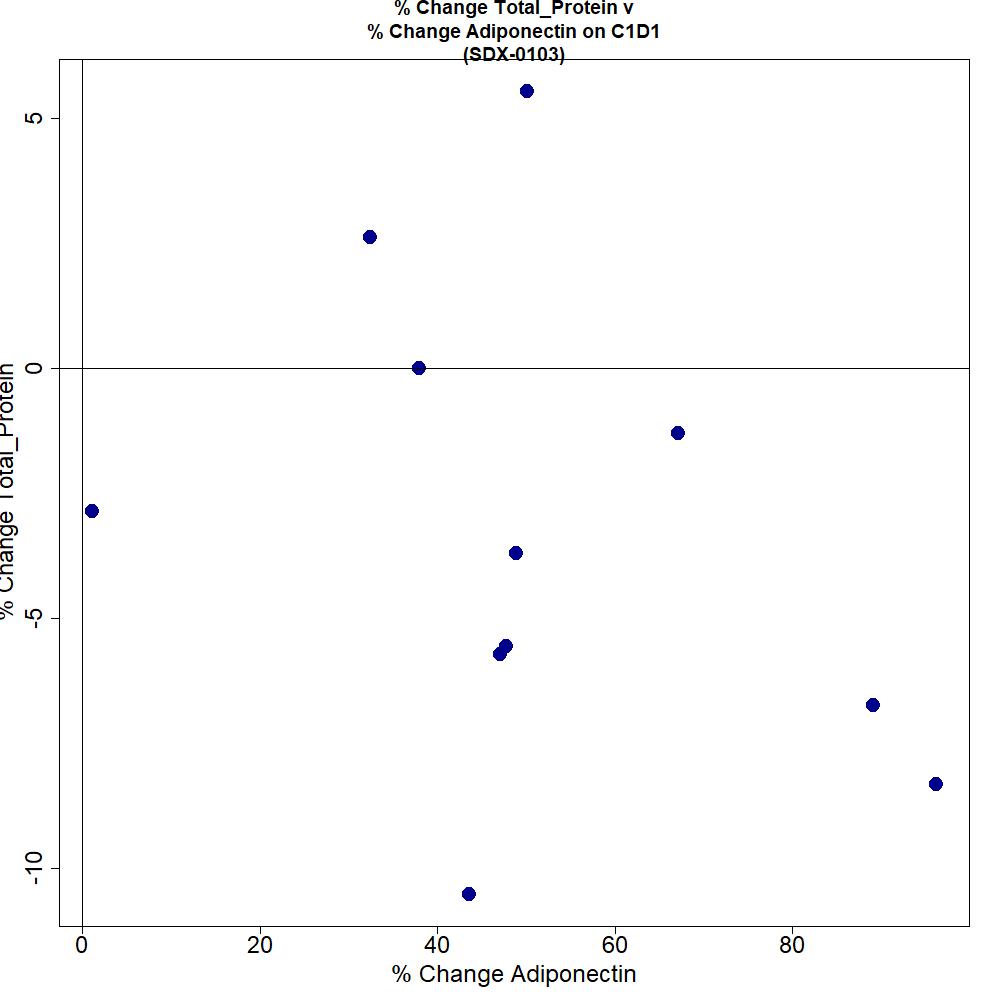 % Change Total_Protein v
% Change Adiponectin on C1D1
(SDX-0103)
% Change Total_Protein
5
0
-5
-10
0 20 40 60 80
% Change Adiponectin